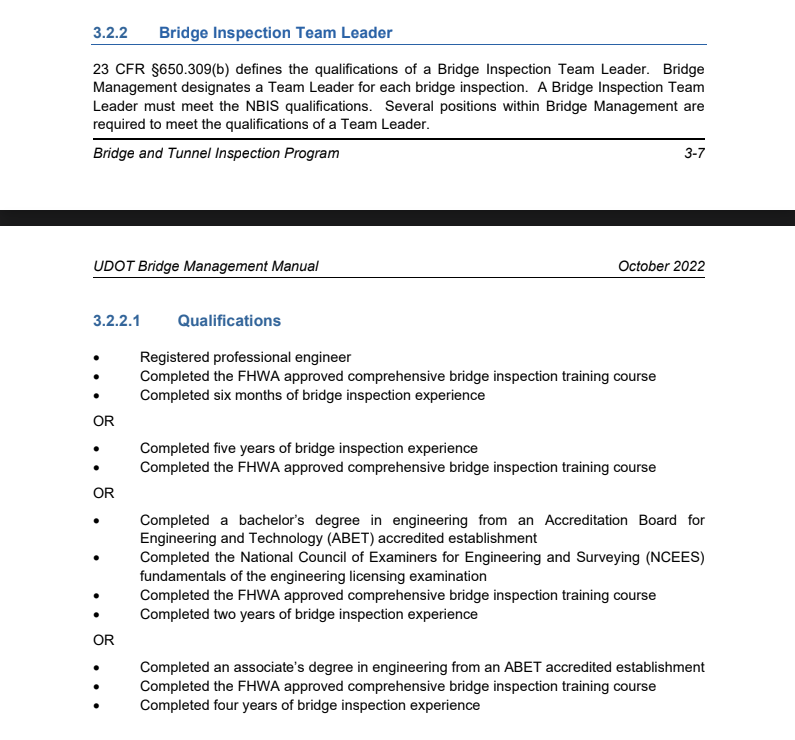 3.2.2 Bridge Inspection Team Leader
23 CFR §650.309(b) defines the qualifications of a Bridge Inspection Team Leader. Bridge
Management designates a Team Leader for each bridge inspection. A Bridge Inspection Team
Leader must meet the NBIS qualifications. Several positions within Bridge Management are
required to meet the qualifications of a Team Leader.
Bridge and Tunnel Inspection Program 3-7
UDOT Bridge Management Manual October 2022
3.2.2.1 Qualifications
• Registered professional engineer
• Completed the FHWA approved comprehensive bridge inspection training course
• Completed six months of bridge inspection experience
OR
• Completed five years of bridge inspection experience
• Completed the FHWA approved comprehensive bridge inspection training course
OR
• Completed a bachelor’s degree in engineering from an Accreditation Board for
Engineering and Technology (ABET) accredited establishment
• Completed the National Council of Examiners for Engineering and Surveying (NCEES)
fundamentals of the engineering licensing examination
• Completed the FHWA approved comprehensive bridge inspection training course
• Completed two years of bridge inspection experience
OR
• Completed an associate’s degree in engineering from an ABET accredited establishment
• Completed the FHWA approved comprehensive bridge inspection training course
• Completed four years of bridge inspection experience